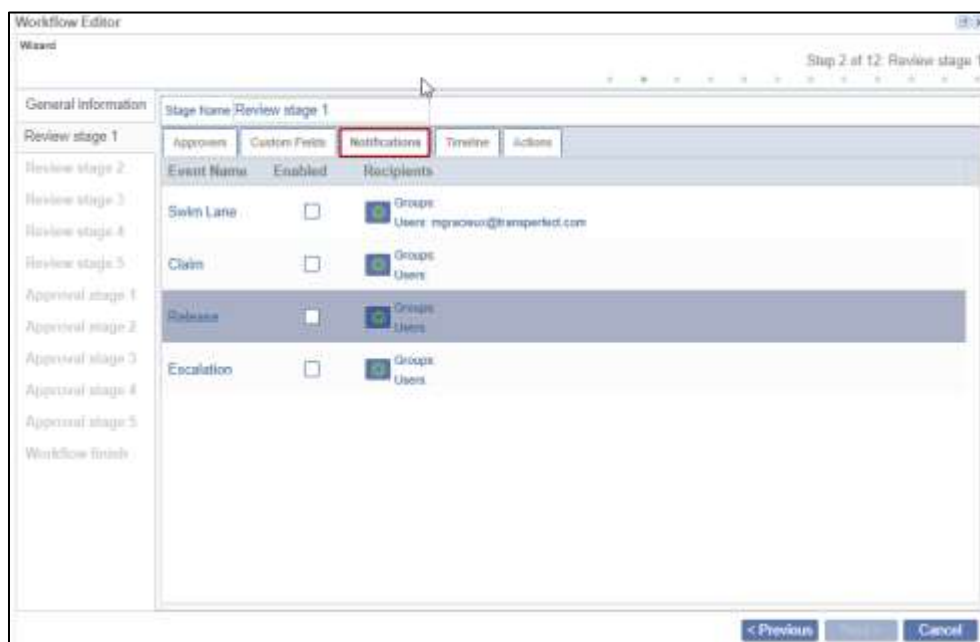 Workflow Editor
Wizard
Step 2 of 12: Review stage 1
General information
Review stage 1
Review stage 2
Review stage 3
Review stage 4
Review stage 5
Approval stage 1
Approval stage 2
Approval stage 3
Approval stage 4
Approval stage 5
Workflow finish
Stage Name Review stage 1
Approvers Custom Fields Notifications Timeline Actions
Event Name Enabled Recipients
Swim Lane
Groups:
Users: mgracieux@transperfect.com
Claim
Groups:
Users:
Release
Groups:
Users:
Escalation
Groups:
Users:
< Previous
Cancel